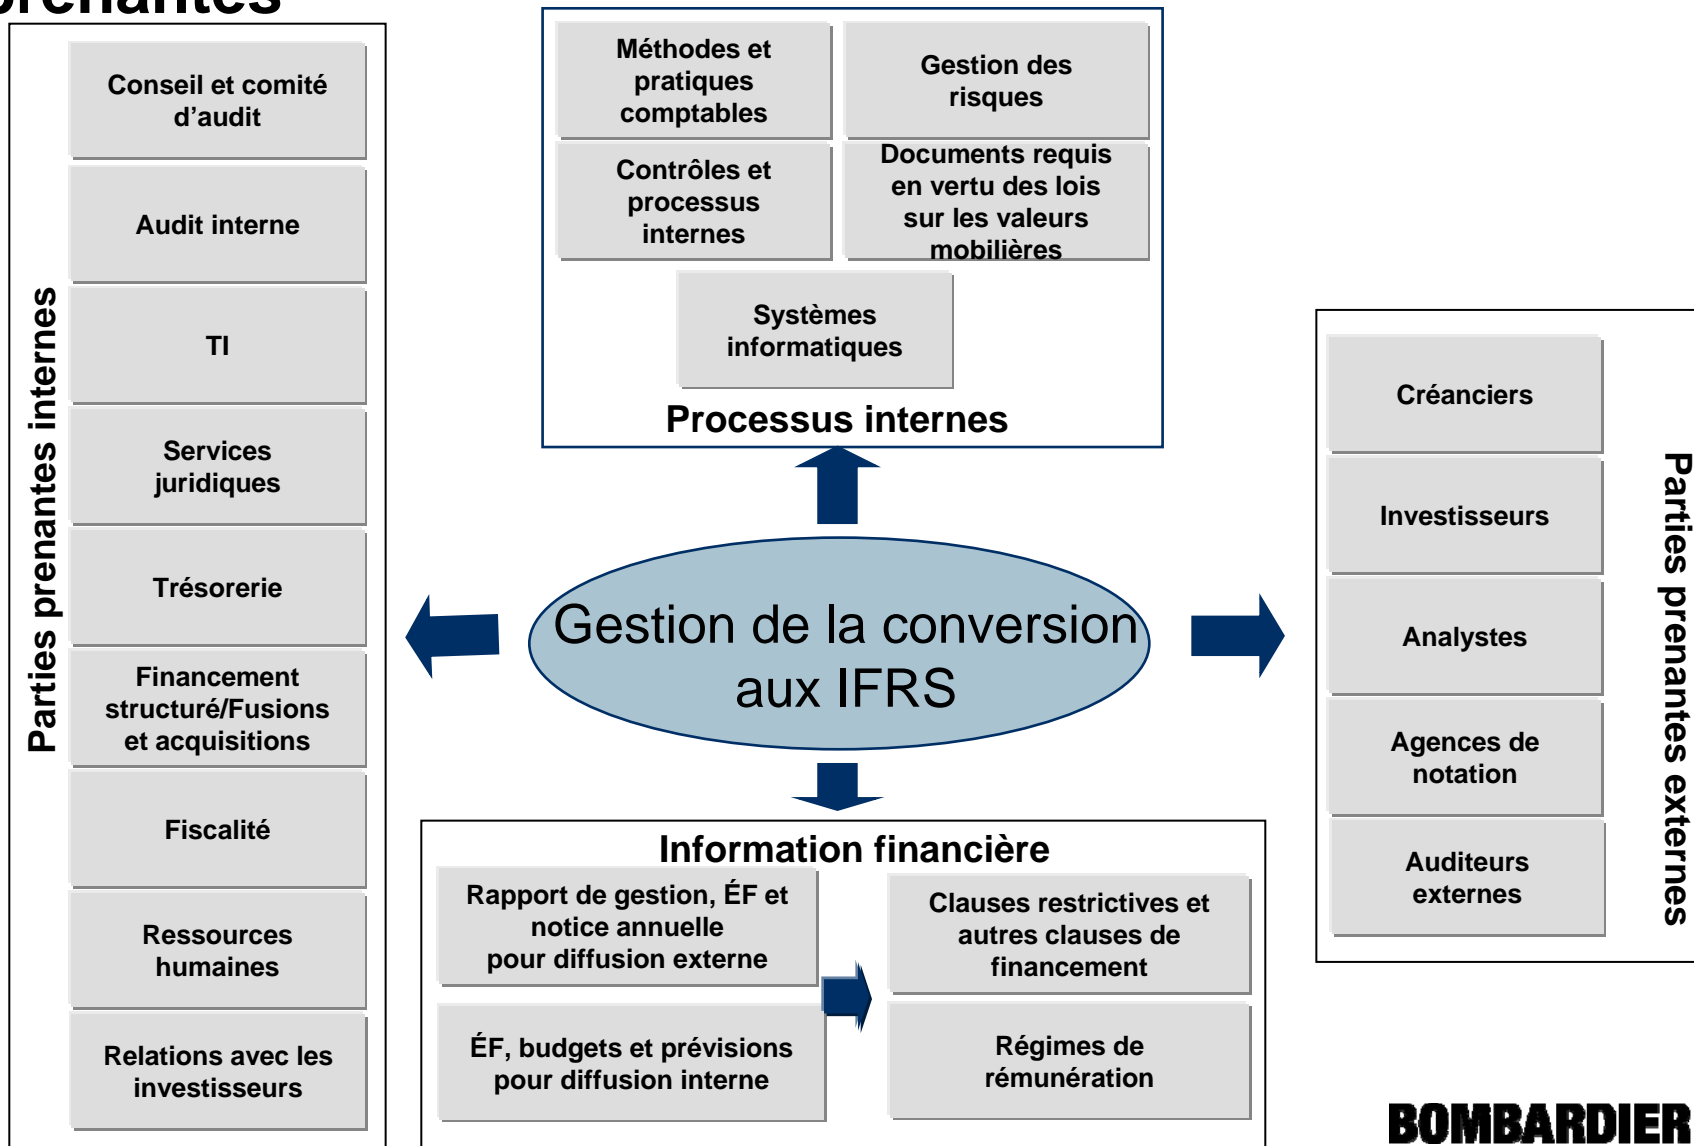 prenantes
Parties prenantes internes
Conseil et comité
d’audit
Audit interne
TI
Services
juridiques
Trésorerie
Financement
structuré/Fusions
et acquisitions
Fiscalité
Ressources
humaines
Relations avec les
investisseurs
Méthodes et
pratiques
comptables
Gestion des
risques
Contrôles et
processus
internes
Documents requis
en vertu des lois
sur les valeurs
mobilières
Systèmes
informatiques
Processus internes
Gestion de la conversion
aux IFRS
Information financière
Rapport de gestion, ÉF et
notice annuelle
pour diffusion externe
ÉF, budgets et prévisions
pour diffusion interne
Clauses restrictives et
autres clauses de
financement
Régimes de
rémunération
Créanciers
Investisseurs
Analystes
Agences de
notation
Auditeurs
externes
Parties prenantes externes
BOMBARDIER